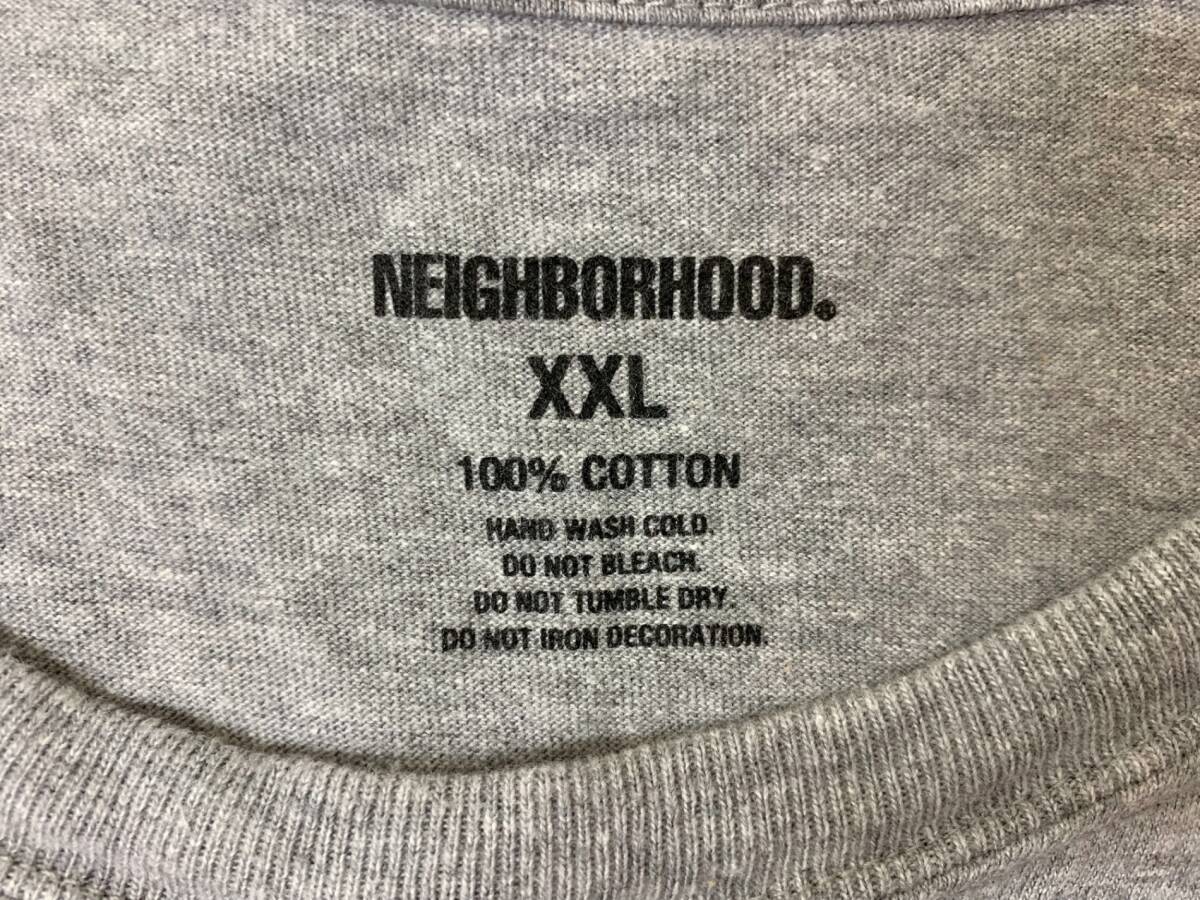 NEIGHBORHOOD®
XXL
100% COTTON
HAND WASH COLD.
DO NOT BLEACH.
DO NOT TUMBLE DRY.
DO NOT IRON DECORATION.